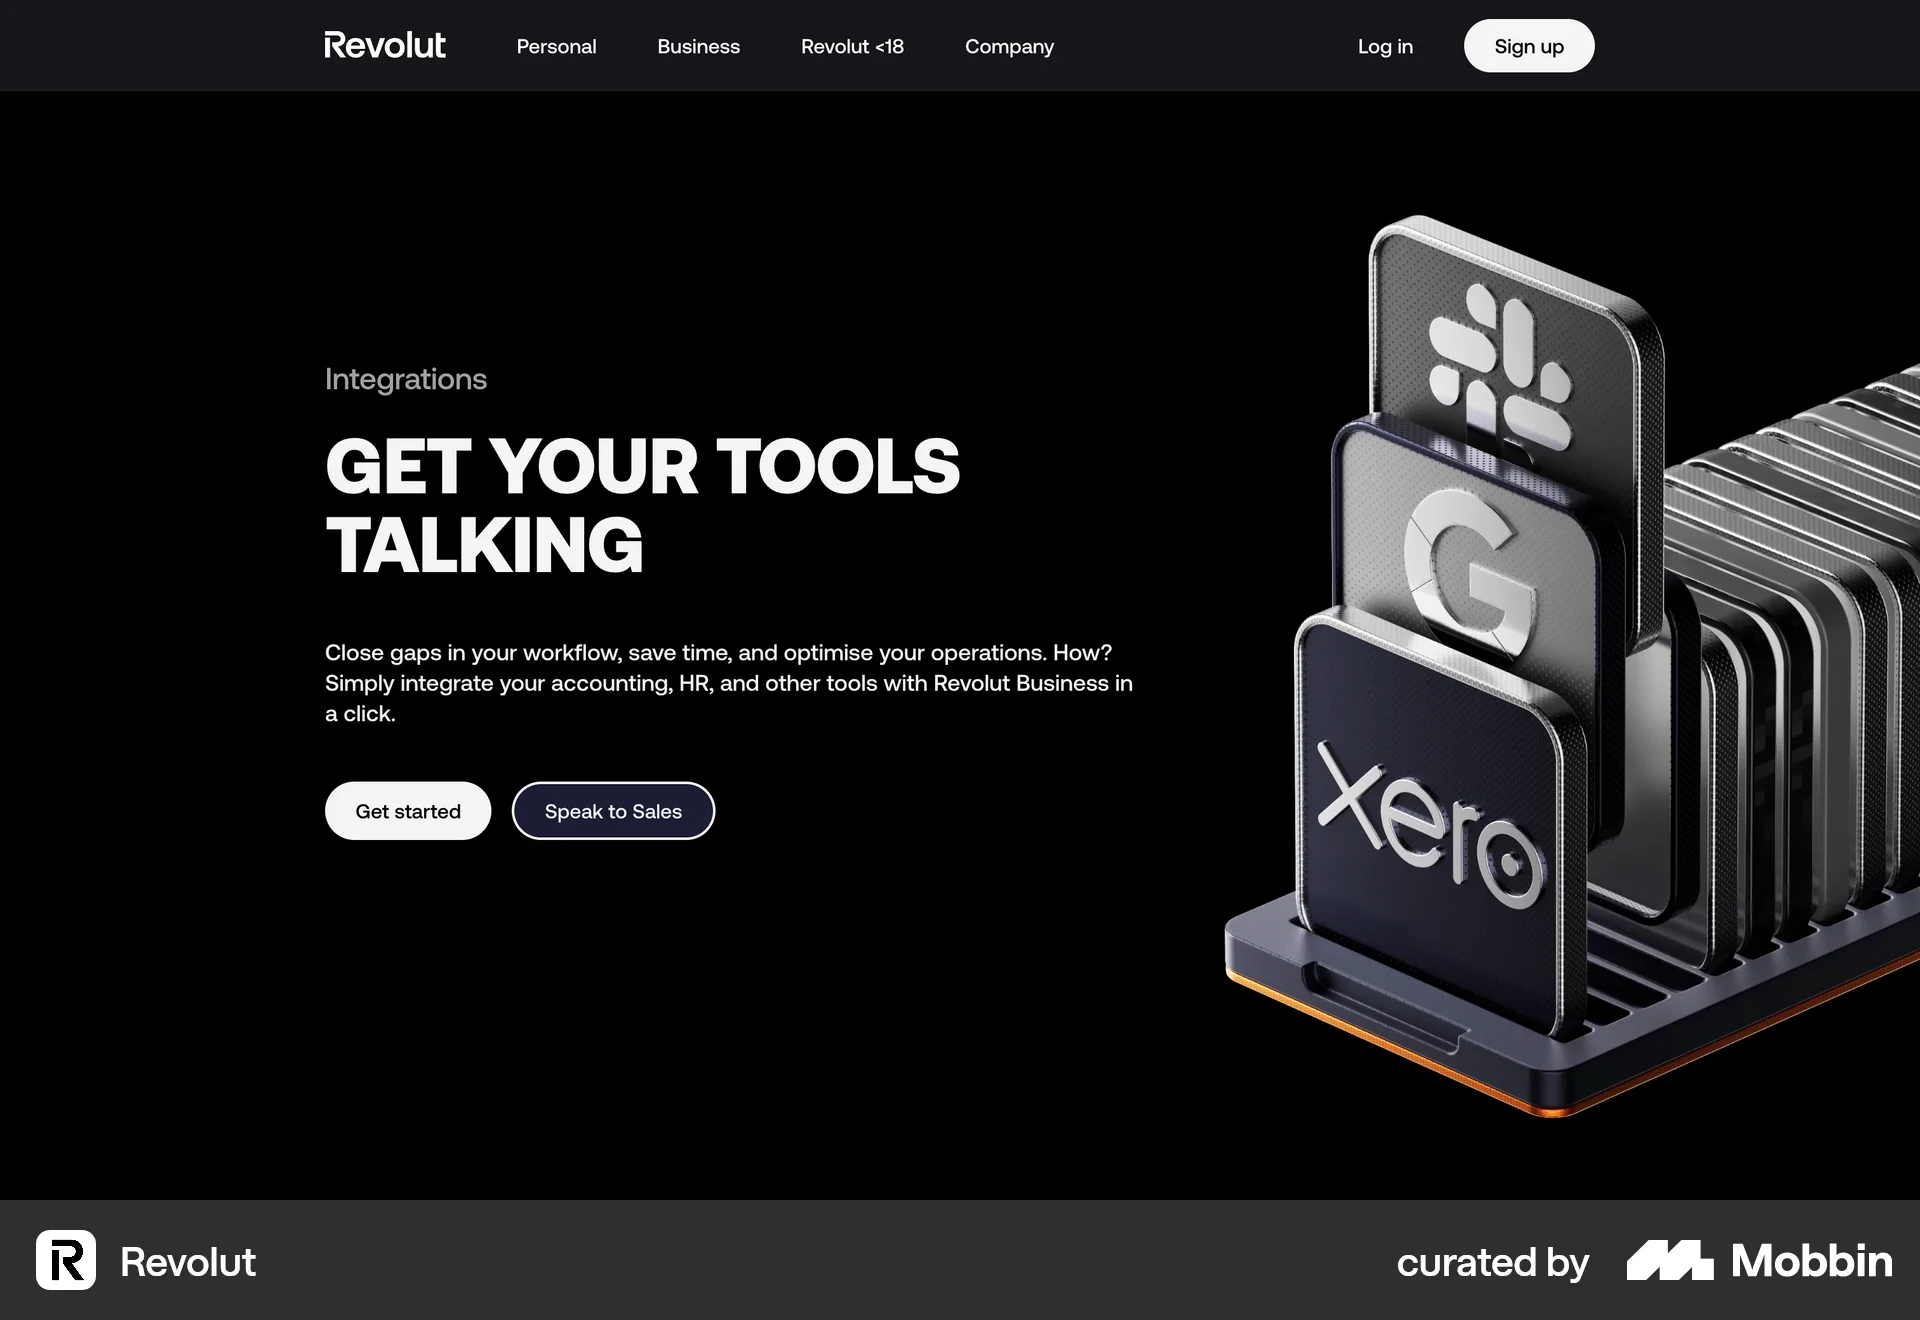 Revolut
Personal
Business
Revolut <18
Company
Log in
Sign up
Integrations
GET YOUR TOOLS
TALKING
Close gaps in your workflow, save time, and optimise your operations. How?
Simply integrate your accounting, HR, and other tools with Revolut Business in
a click.
Get started
Speak to Sales
G
xero
R
Revolut
curated by
Mobbin